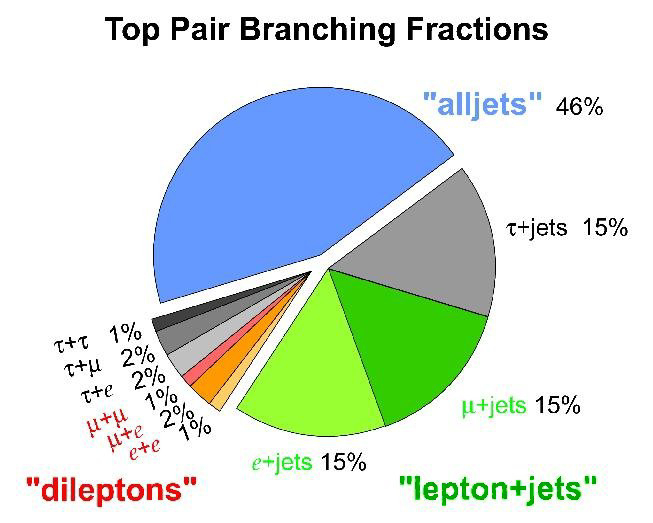 Top Pair Branching Fractions
"alljets" 46%
τ+jets 15%
μ+jets 15%
e+jets 15%
"lepton+jets"
τ+τ 1%
τ+μ 2%
τ+e 2%
μ+μ 1%
μ+e 2%
e+e 1%
"dileptons"